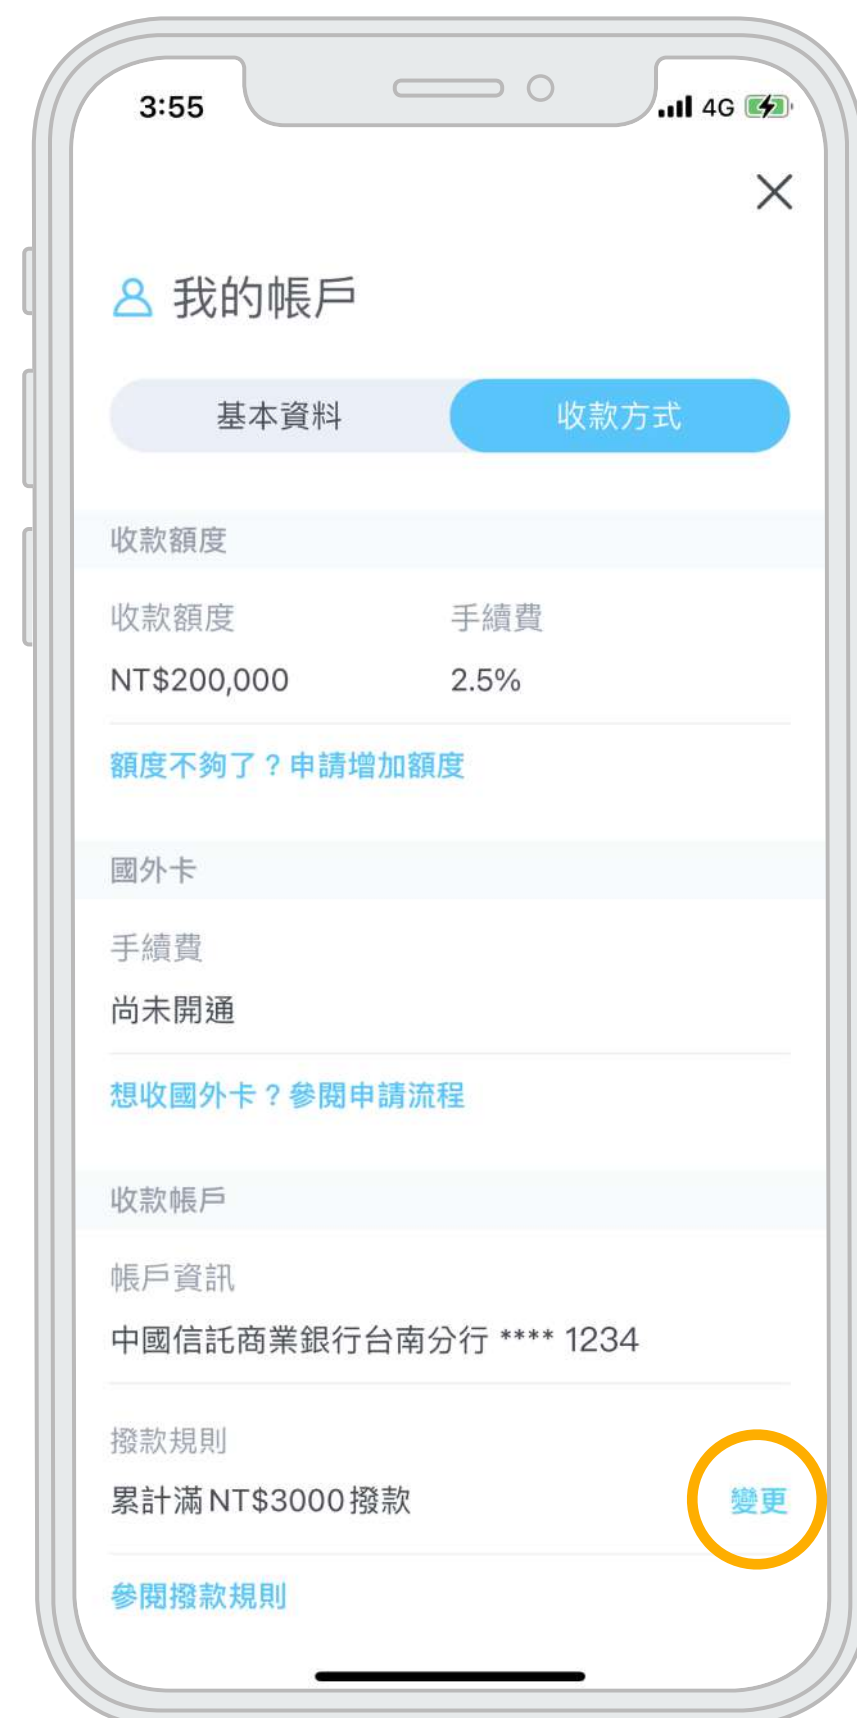 3:55
4G
我的帳戶
基本資料
收款方式
收款額度
收款額度 手續費
NT$200,000 2.5%
額度不夠了？申請增加額度
國外卡
手續費
尚未開通
想收國外卡？參閱申請流程
收款帳戶
帳戶資訊
中國信託商業銀行台南分行 **** 1234
撥款規則
累計滿NT$3000撥款 變更
參閱撥款規則